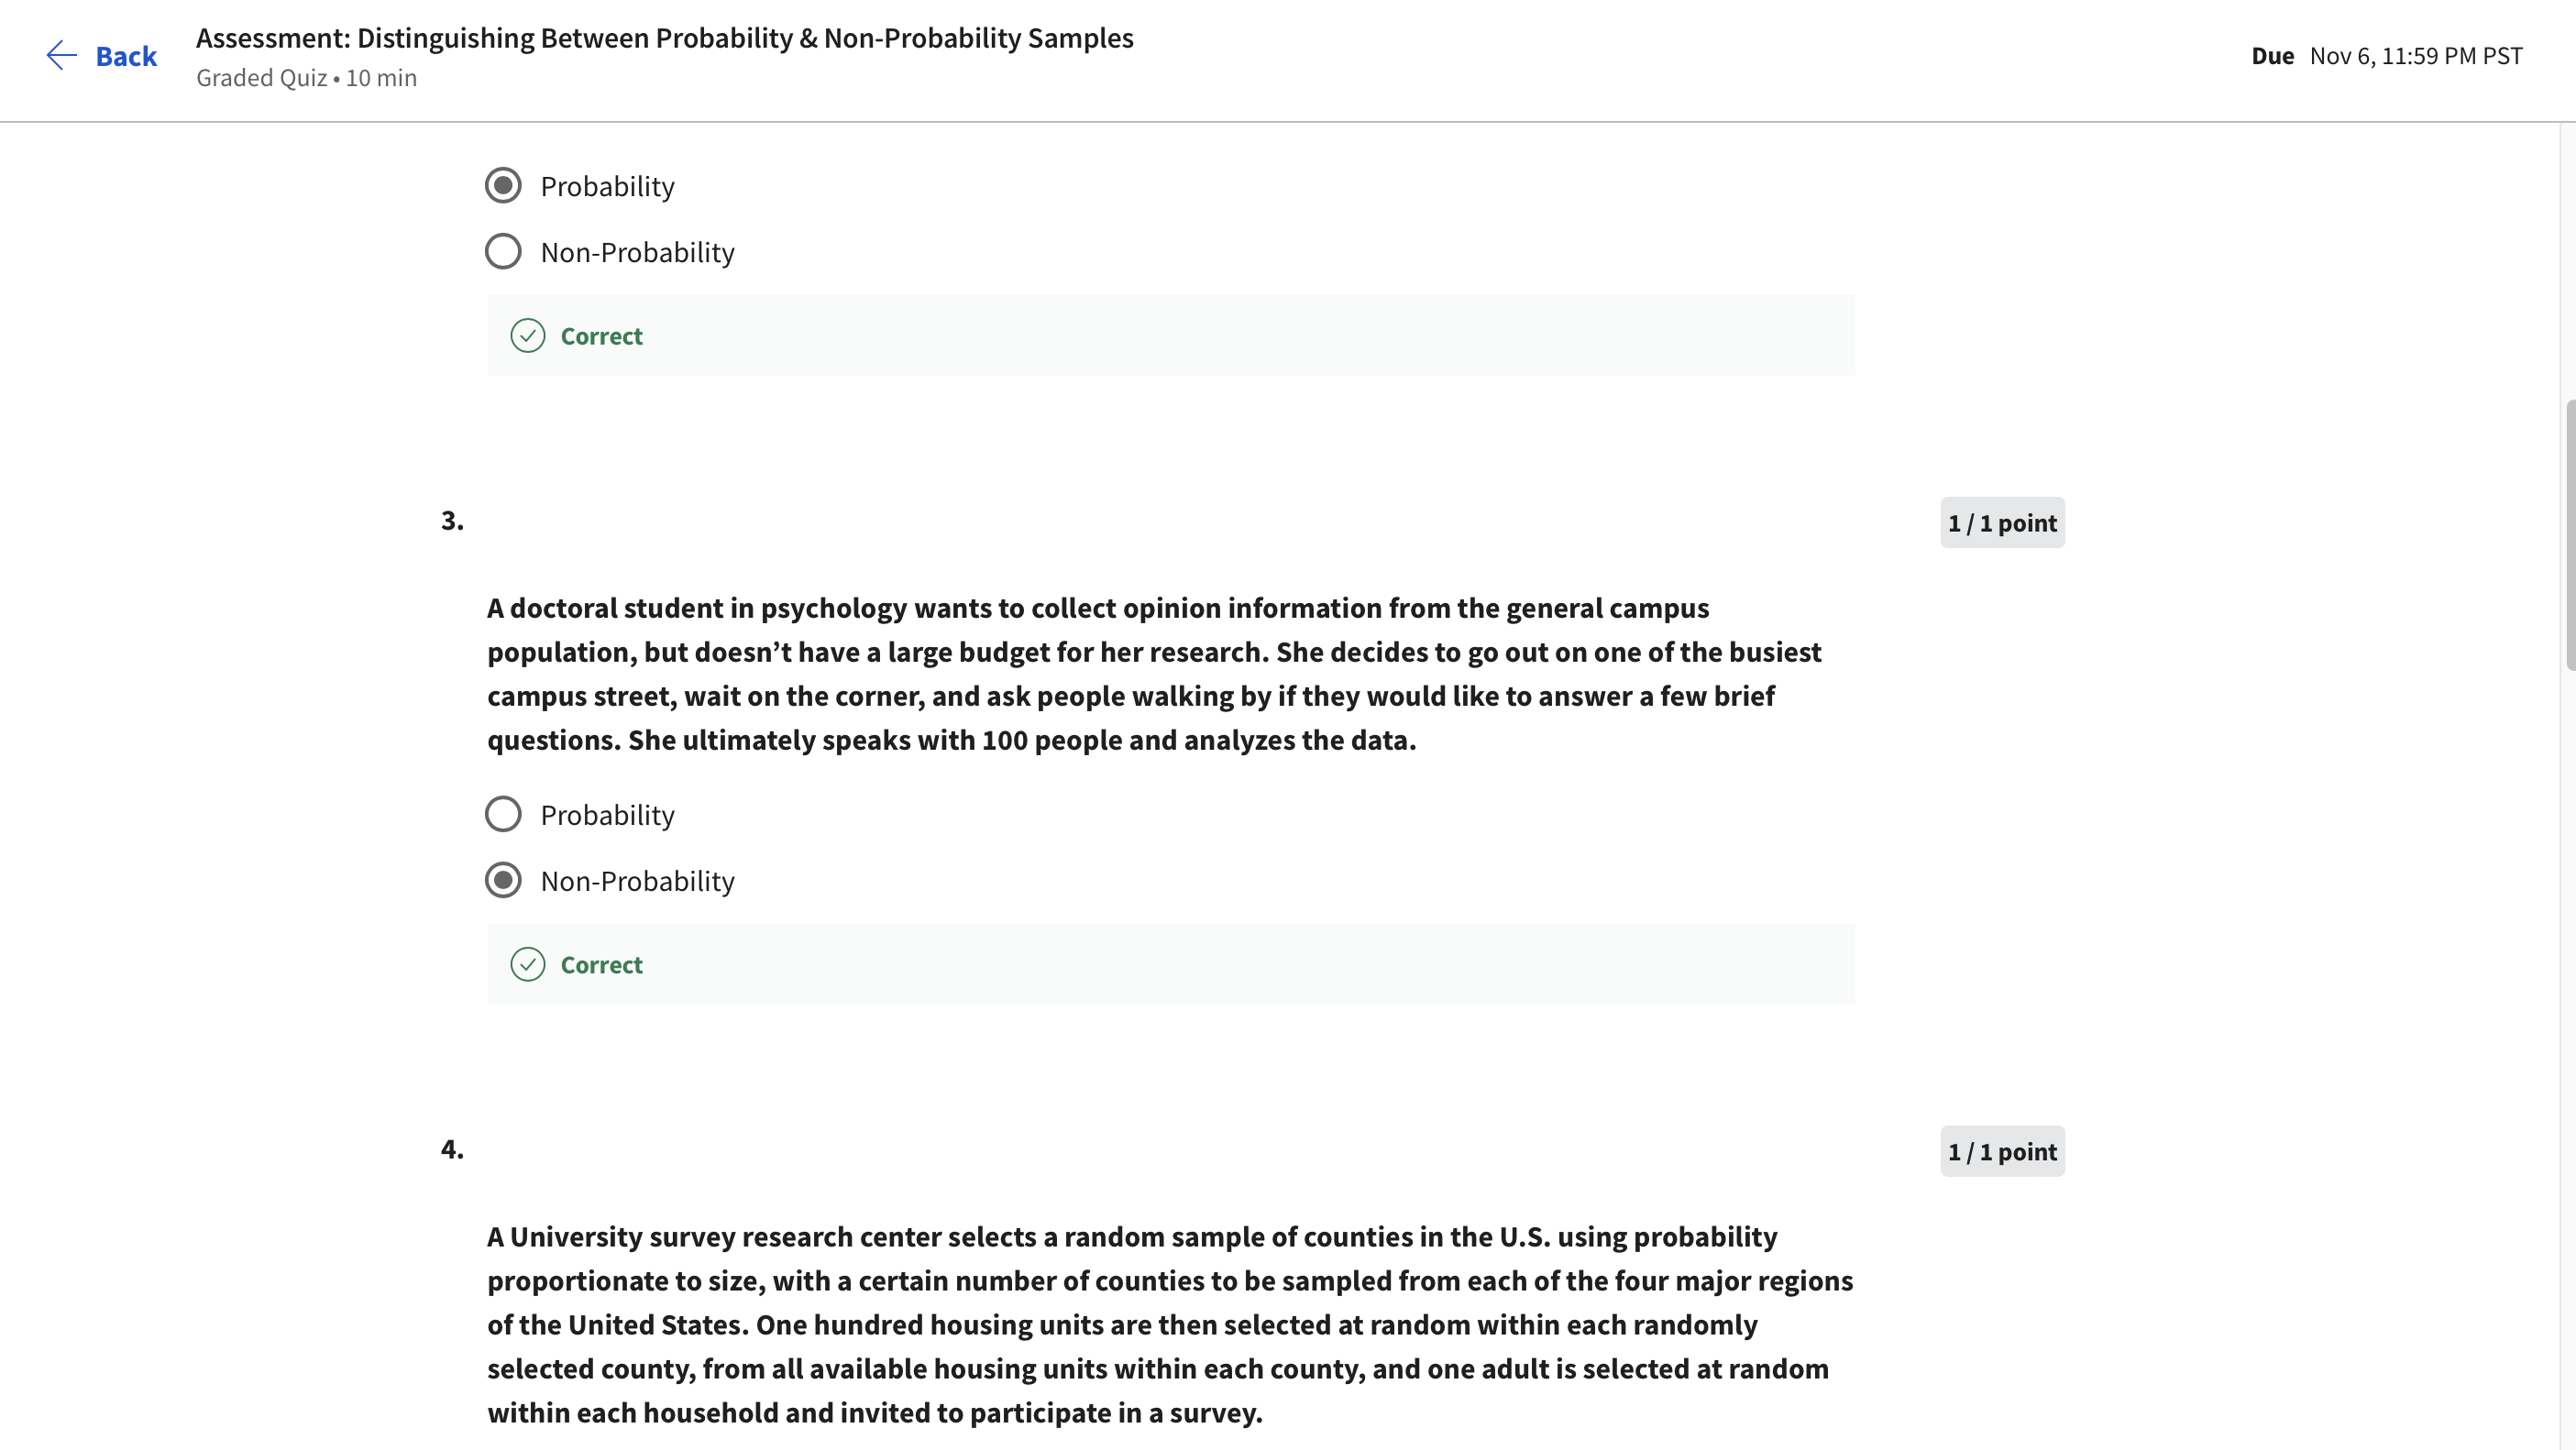 Back
Assessment: Distinguishing Between Probability & Non-Probability Samples
Graded Quiz • 10 min
Due Nov 6, 11:59 PM PST
Probability
Non-Probability
Correct
3.
1 / 1 point
A doctoral student in psychology wants to collect opinion information from the general campus
population, but doesn’t have a large budget for her research. She decides to go out on one of the busiest
campus street, wait on the corner, and ask people walking by if they would like to answer a few brief
questions. She ultimately speaks with 100 people and analyzes the data.
Probability
Non-Probability
Correct
4.
1 / 1 point
A University survey research center selects a random sample of counties in the U.S. using probability
proportionate to size, with a certain number of counties to be sampled from each of the four major regions
of the United States. One hundred housing units are then selected at random within each randomly
selected county, from all available housing units within each county, and one adult is selected at random
within each household and invited to participate in a survey.